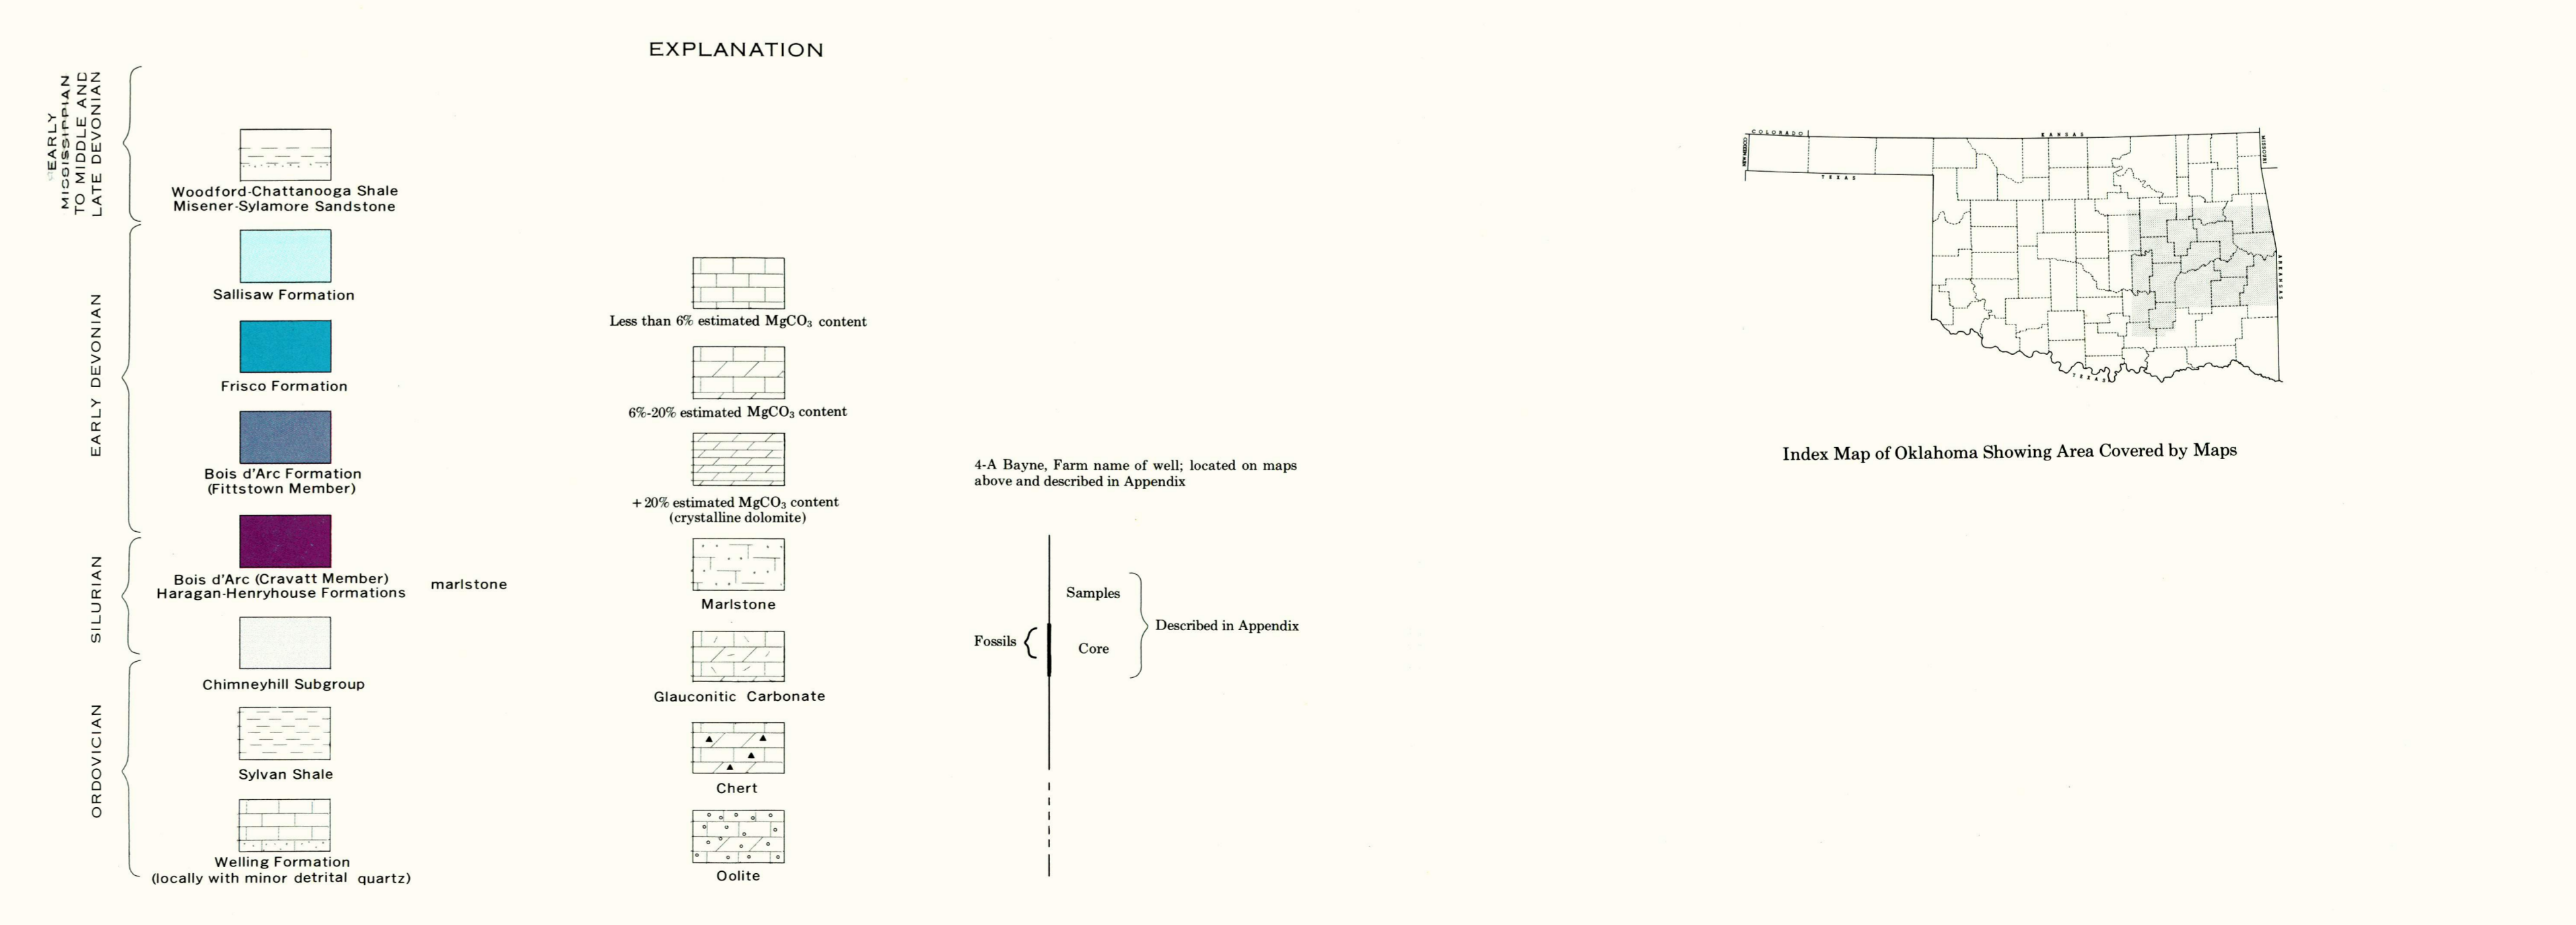 EXPLANATION
EARLY
MISSISSIPPIAN
TO MIDDLE AND
LATE DEVONIAN
Woodford-Chattanooga Shale
Misener-Sylamore Sandstone
EARLY DEVONIAN
Sallisaw Formation
Frisco Formation
Bois d'Arc Formation
(Fittstown Member)
SILURIAN
Bois d'Arc (Cravatt Member)
Haragan-Henryhouse Formations
marlstone
Chimneyhill Subgroup
ORDOVICIAN
Sylvan Shale
Welling Formation
(locally with minor detrital quartz)
Less than 6% estimated MgCO₃ content
6%-20% estimated MgCO₃ content
+20% estimated MgCO₃ content
(crystalline dolomite)
Marlstone
Glauconitic Carbonate
Chert
Oolite
4-A Bayne, Farm name of well; located on maps
above and described in Appendix
Samples
Fossils
Core
Described in Appendix
COLORADO
KANSAS
MISSOURI
TEXAS
ARKANSAS
TEXAS
Index Map of Oklahoma Showing Area Covered by Maps